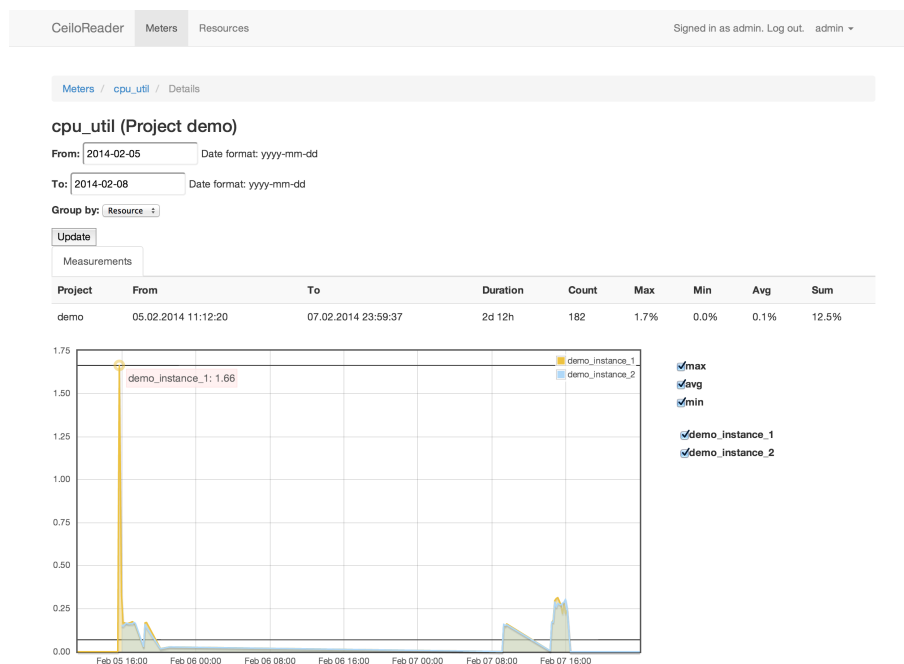 CeiloReader Meters Resources Signed in as admin. Log out. admin
Meters / cpu_util / Details
cpu_util (Project demo)
From: 2014-02-05 Date format: yyyy-mm-dd
To: 2014-02-08 Date format: yyyy-mm-dd
Group by: Resource
Update
Measurements
Project From To Duration Count Max Min Avg Sum
demo 05.02.2014 11:12:20 07.02.2014 23:59:37 2d 12h 182 1.7% 0.0% 0.1% 12.5%
1.75
demo_instance_1
demo_instance_2
demo_instance_1: 1.66
1.50
1.25
1.00
0.75
0.50
0.25
0.00
Feb 05 16:00 Feb 06 00:00 Feb 06 08:00 Feb 06 16:00 Feb 07 00:00 Feb 07 08:00 Feb 07 16:00
max
avg
min
demo_instance_1
demo_instance_2